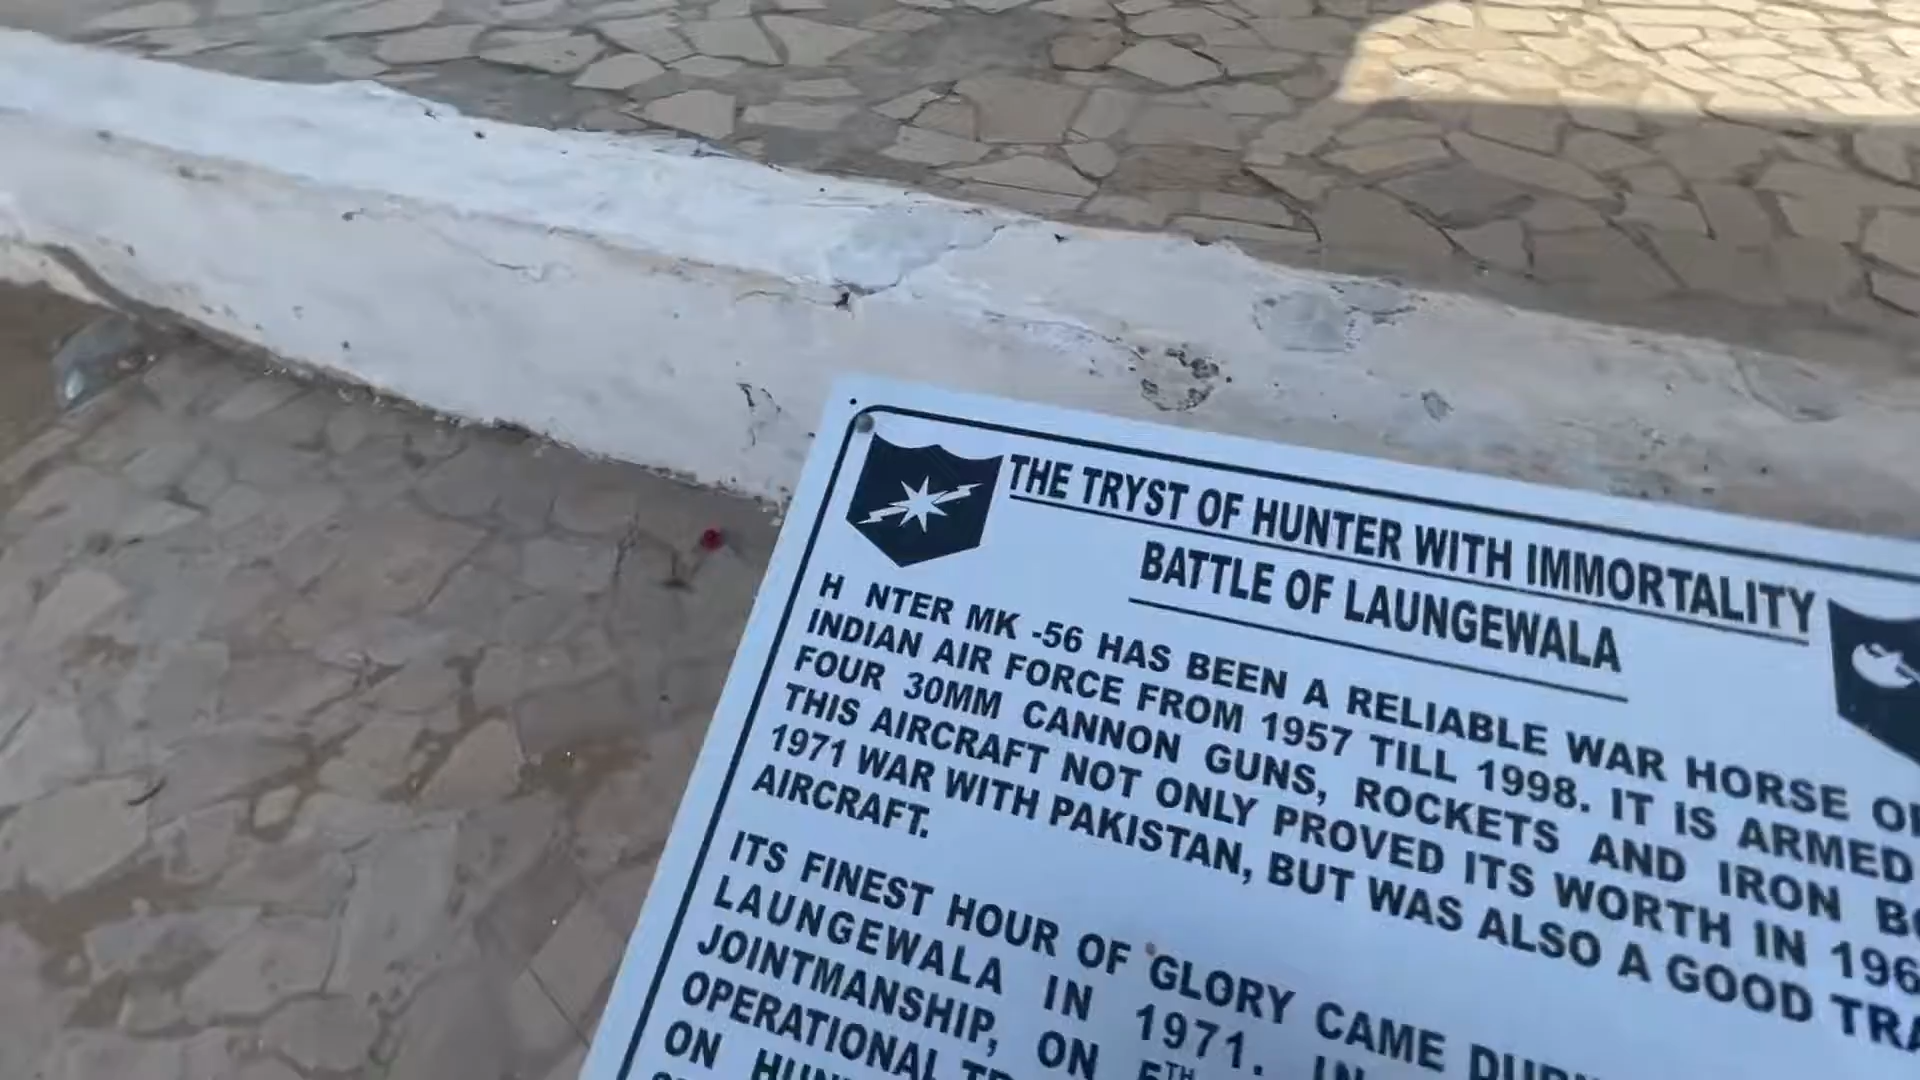 THE TRYST OF HUNTER WITH IMMORTALITY
BATTLE OF LAUNGEWALA
H NTER MK -56 HAS BEEN A RELIABLE WAR HORSE
INDIAN AIR FORCE FROM 1957 TILL 1998. IT IS ARMED
FOUR 30MM CANNON GUNS, ROCKETS AND IRON
THIS AIRCRAFT NOT ONLY PROVED ITS WORTH IN 196
1971 WAR WITH PAKISTAN, BUT WAS ALSO A GOOD TRA
AIRCRAFT.
ITS FINEST HOUR OF GLORY CAME
LAUNGEWALA IN 1971. IN
JOINTMANSHIP, ON 5TH
OPERATIONAL
ON